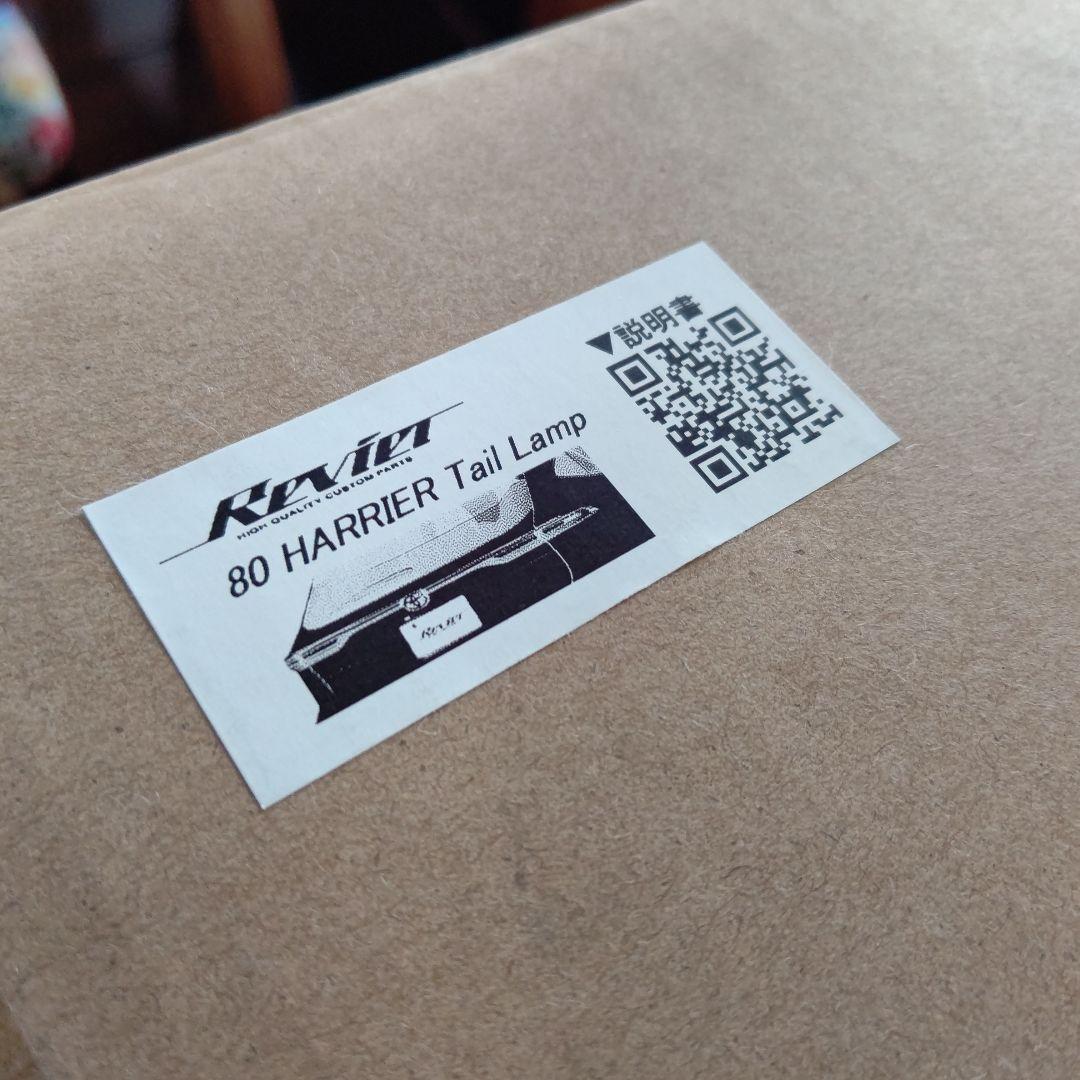 Revier
HIGH QUALITY CUSTOM PARTS
80 HARRIER Tail Lamp
Revier
▼説明書